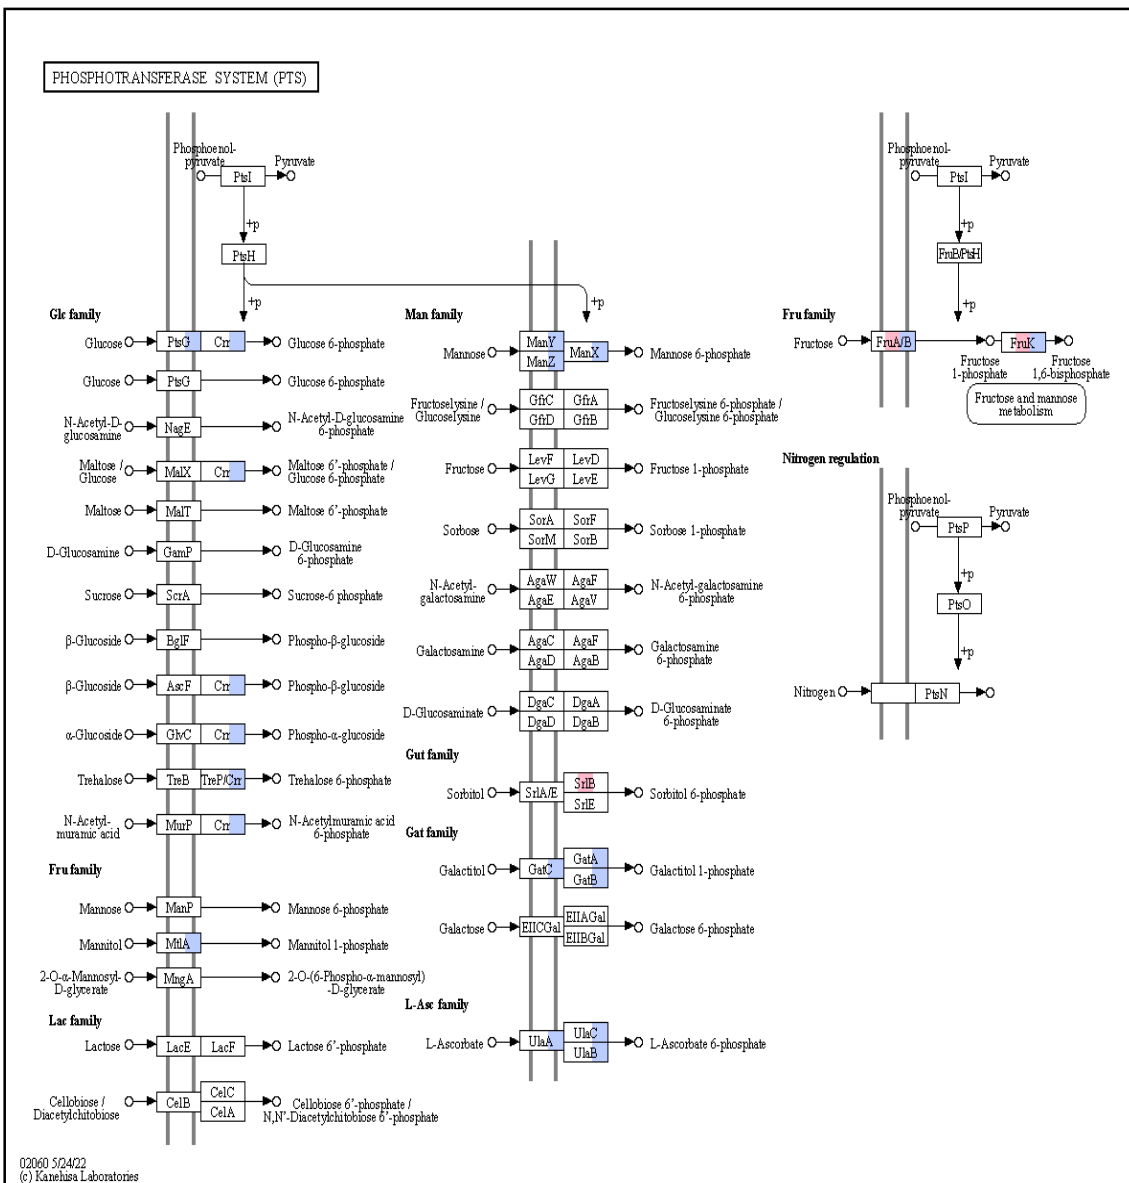 PHOSPHOTRANSFERASE SYSTEM (PTS)
Phosphoenol-
pyruvate
Pyruvate
PtsI
+p
PtsH
+p
+p
Glc family
Glucose
PtsG
Crr
Glucose 6-phosphate
Glucose
PtsG
Glucose 6-phosphate
N-Acetyl-D-
glucosamine
NagE
N-Acetyl-D-glucosamine
6-phosphate
Maltose /
Glucose
MalX
Crr
Maltose 6'-phosphate /
Glucose 6-phosphate
Maltose
MalT
Maltose 6'-phosphate
D-Glucosamine
GamP
D-Glucosamine
6-phosphate
Sucrose
ScrA
Sucrose-6 phosphate
β-Glucoside
BglF
Phospho-β-glucoside
β-Glucoside
AscF
Crr
Phospho-β-glucoside
α-Glucoside
GlvC
Crr
Phospho-α-glucoside
Trehalose
TreB
TreP/Crr
Trehalose 6-phosphate
N-Acetyl-
muramic acid
MurP
Crr
N-Acetylmuramic acid
6-phosphate
Fru family
Mannose
ManP
Mannose 6-phosphate
Mannitol
MtlA
Mannitol 1-phosphate
2-O-α-Mannosyl-
D-glycerate
MngA
2-O-(6-Phospho-α-mannosyl)
-D-glycerate
Lac family
Lactose
LacE
LacF
Lactose 6'-phosphate
Cellobiose /
Diacetylchitobiose
CelB
CelC
CelA
Cellobiose 6'-phosphate /
N,N'-Diacetylchitobiose 6'-phosphate
Man family
Mannose
ManY
ManZ
ManX
Mannose 6-phosphate
Fructoselysine /
Glucoselysine
GfrC
GfrA
GfrD
GfrB
Fructoselysine 6-phosphate /
Glucoselysine 6-phosphate
Fructose
LevF
LevD
LevG
LevE
Fructose 1-phosphate
Sorbose
SorA
SorF
SorM
SorB
Sorbose 1-phosphate
N-Acetyl-
galactosamine
AgaW
AgaF
AgaE
AgaV
N-Acetyl-galactosamine
6-phosphate
Galactosamine
AgaC
AgaF
AgaD
AgaB
Galactosamine
6-phosphate
D-Glucosaminate
DgaC
DgaA
DgaD
DgaB
D-Glucosaminate
6-phosphate
Gut family
Sorbitol
SrlA/E
SrlB
SrlE
Sorbitol 6-phosphate
Gat family
Galactitol
GatC
GatA
GatB
Galactitol 1-phosphate
Galactose
EIICGal
EIIAGal
EIIBGal
Galactose 6-phosphate
L-Asc family
L-Ascorbate
UlaA
UlaC
UlaB
L-Ascorbate 6-phosphate
Phosphoenol-
pyruvate
Pyruvate
PtsI
+p
FruB/PtsH
+p
Fru family
Fructose
FruA/B
FruK
Fructose
1-phosphate
Fructose
1,6-bisphosphate
Fructose and mannose
metabolism
Nitrogen regulation
Phosphoenol-
pyruvate
Pyruvate
PtsP
+p
PtsO
+p
Nitrogen
PtsN
02060 5/24/22
(c) Kanehisa Laboratories